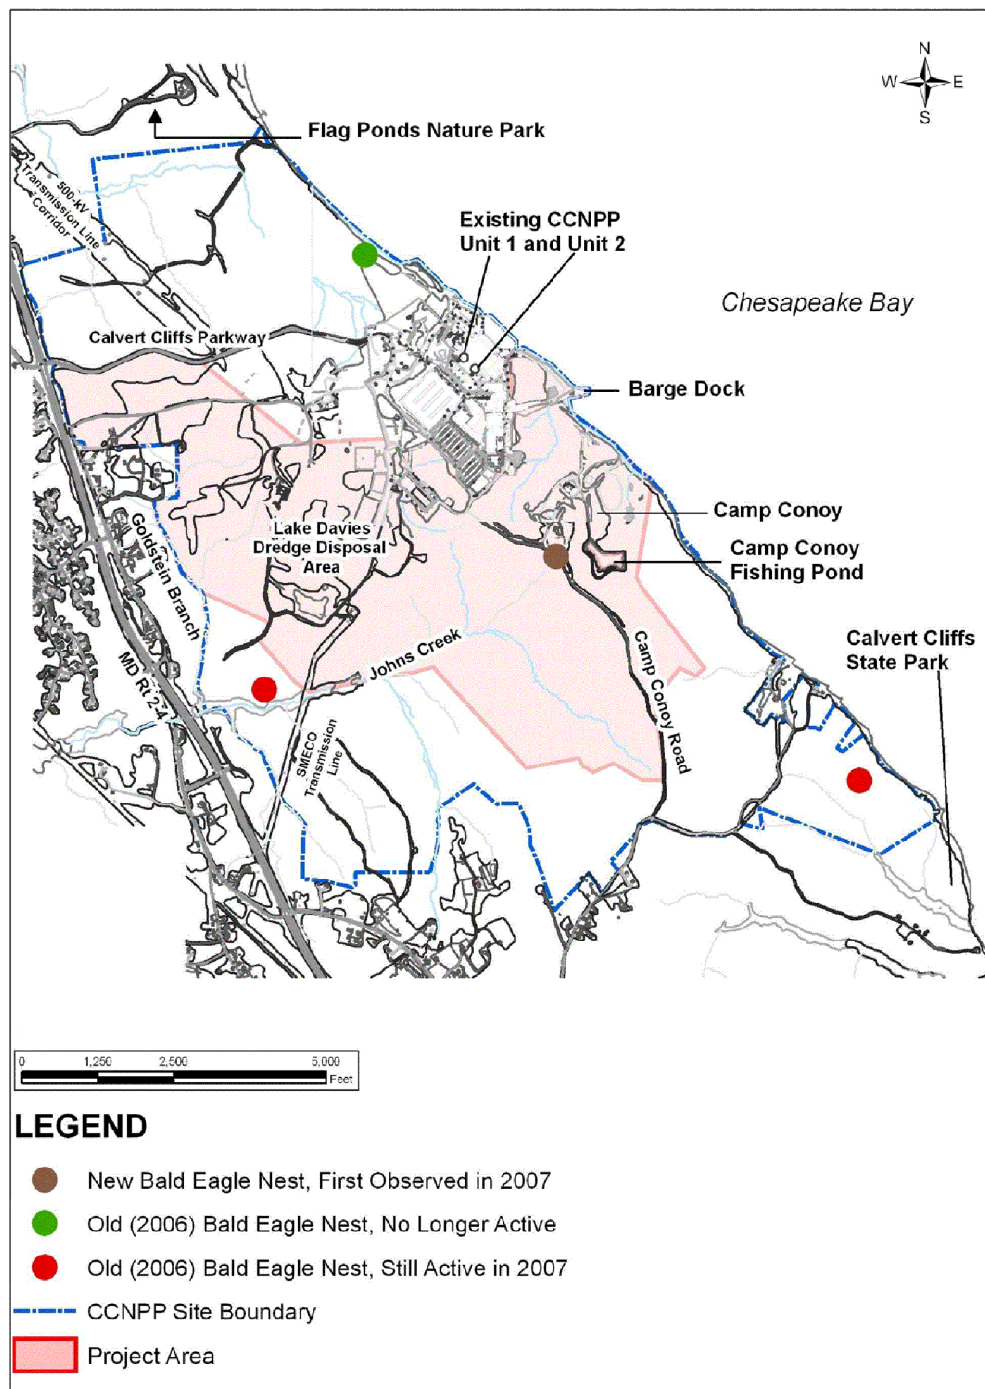 N
W E
S
Flag Ponds Nature Park
500-kV
Transmission Line
Corridor
Existing CCNPP
Unit 1 and Unit 2
Chesapeake Bay
Calvert Cliffs Parkway
Barge Dock
Camp Conoy
Lake Davies
Dredge Disposal
Area
Camp Conoy
Fishing Pond
Goldstein Branch
MD Rt 2-4
Johns Creek
Camp Conoy Road
Calvert Cliffs
State Park
SMECO
Transmission
Line
0 1,250 2,500 5,000
Feet
LEGEND
New Bald Eagle Nest, First Observed in 2007
Old (2006) Bald Eagle Nest, No Longer Active
Old (2006) Bald Eagle Nest, Still Active in 2007
CCNPP Site Boundary
Project Area